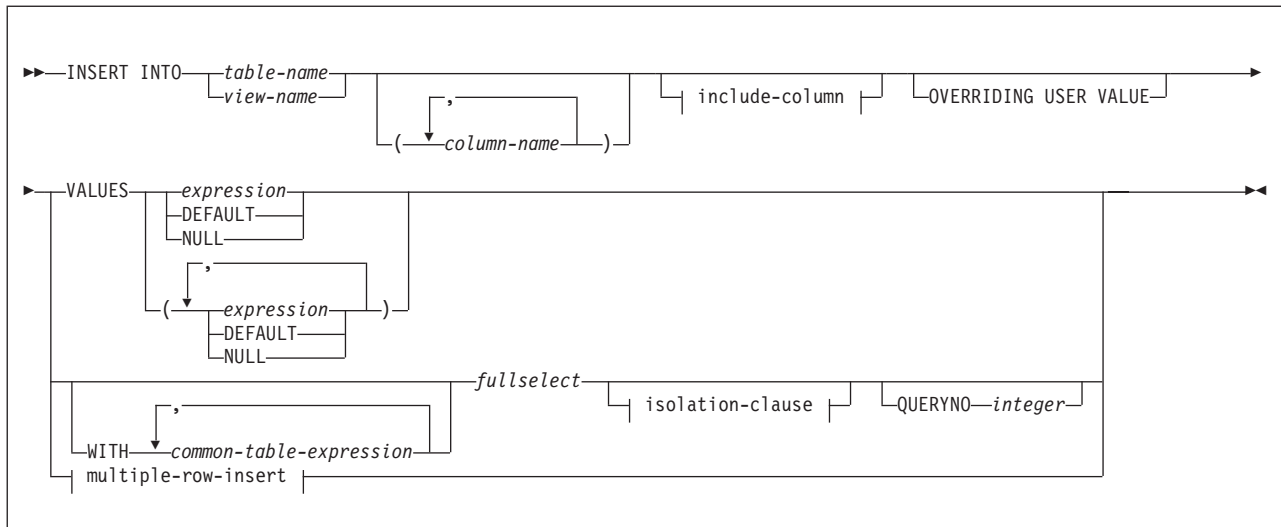 INSERT INTO table-name include-column OVERRIDING USER VALUE
view-name
,
( column-name )
VALUES expression
DEFAULT
NULL
,
( expression )
DEFAULT
NULL
fullselect
, isolation-clause QUERYNO integer
WITH common-table-expression
multiple-row-insert